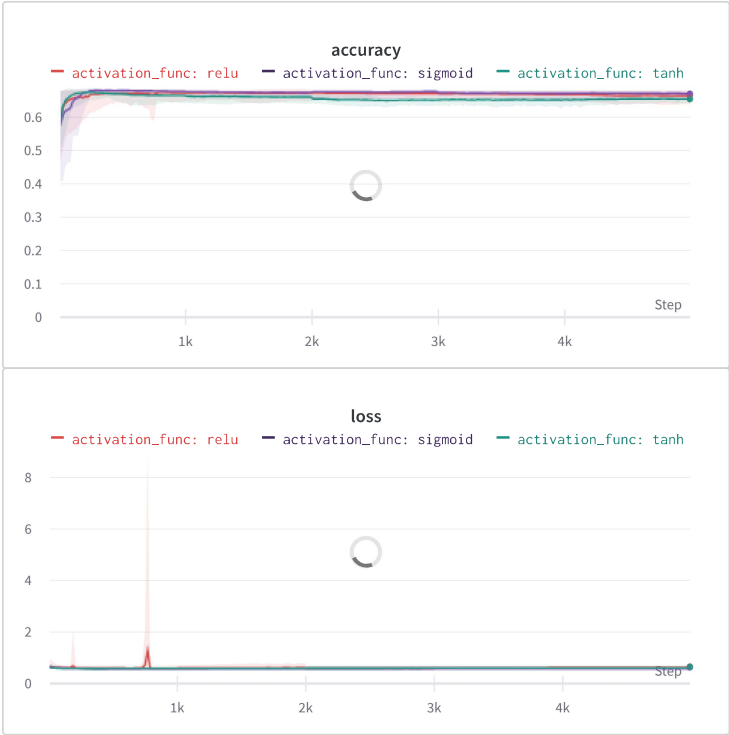 accuracy
activation_func: relu activation_func: sigmoid activation_func: tanh
0.6
0.5
0.4
0.3
0.2
0.1
Step
0
1k 2k 3k 4k
loss
activation_func: relu activation_func: sigmoid activation_func: tanh
8
6
4
2
Step
0
1k 2k 3k 4k